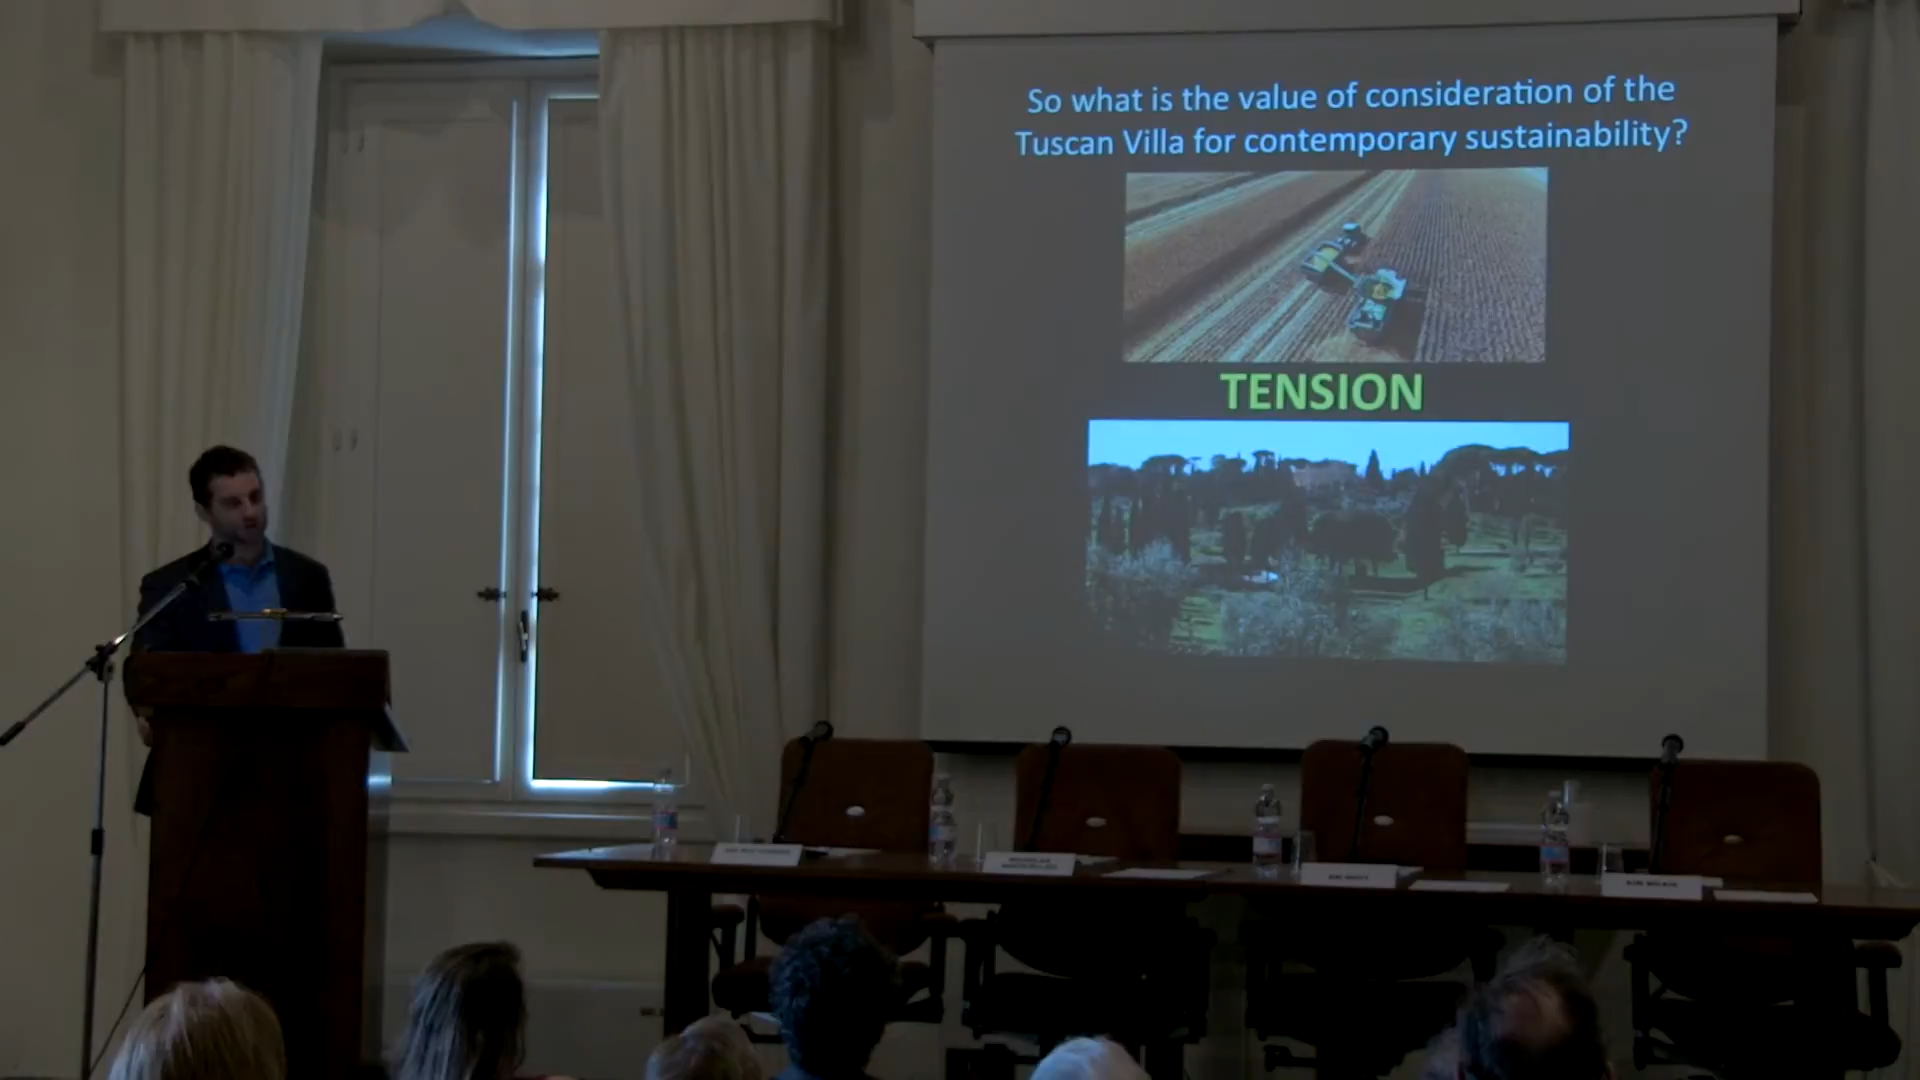 So what is the value of consideration of the
Tuscan Villa for contemporary sustainability?
TENSION